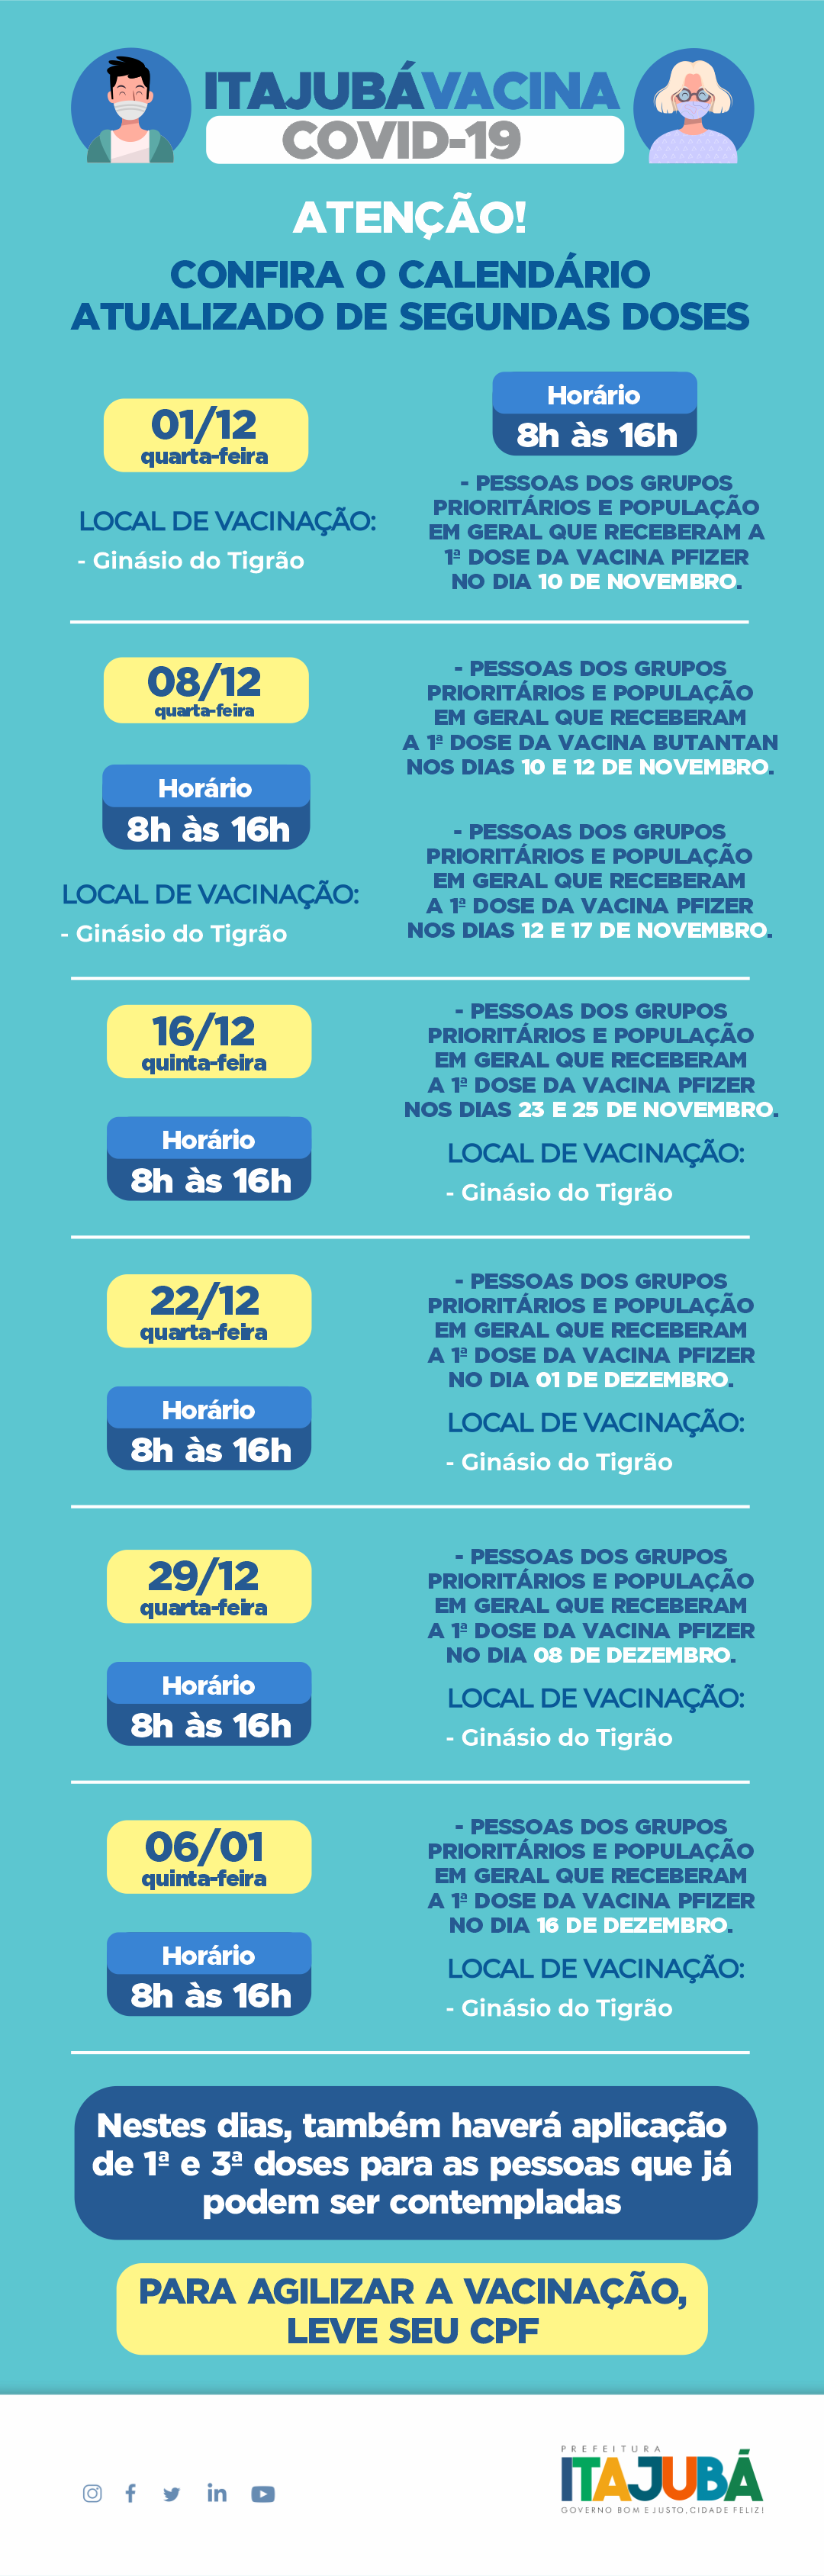 ITAJUBÁVACINA
COVID-19
ATENÇÃO!
CONFIRA O CALENDÁRIO
ATUALIZADO DE SEGUNDAS DOSES
01/12
quarta-feira
LOCAL DE VACINAÇÃO:
- Ginásio do Tigrão
Horário
8h às 16h
- PESSOAS DOS GRUPOS
PRIORITÁRIOS E POPULAÇÃO
EM GERAL QUE RECEBERAM A
1ª DOSE DA VACINA PFIZER
NO DIA 10 DE NOVEMBRO.
08/12
quarta-feira
Horário
8h às 16h
LOCAL DE VACINAÇÃO:
- Ginásio do Tigrão
- PESSOAS DOS GRUPOS
PRIORITÁRIOS E POPULAÇÃO
EM GERAL QUE RECEBERAM
A 1ª DOSE DA VACINA BUTANTAN
NOS DIAS 10 E 12 DE NOVEMBRO.
- PESSOAS DOS GRUPOS
PRIORITÁRIOS E POPULAÇÃO
EM GERAL QUE RECEBERAM
A 1ª DOSE DA VACINA PFIZER
NOS DIAS 12 E 17 DE NOVEMBRO.
16/12
quinta-feira
Horário
8h às 16h
- PESSOAS DOS GRUPOS
PRIORITÁRIOS E POPULAÇÃO
EM GERAL QUE RECEBERAM
A 1ª DOSE DA VACINA PFIZER
NOS DIAS 23 E 25 DE NOVEMBRO.
LOCAL DE VACINAÇÃO:
- Ginásio do Tigrão
22/12
quarta-feira
Horário
8h às 16h
- PESSOAS DOS GRUPOS
PRIORITÁRIOS E POPULAÇÃO
EM GERAL QUE RECEBERAM
A 1ª DOSE DA VACINA PFIZER
NO DIA 01 DE DEZEMBRO.
LOCAL DE VACINAÇÃO:
- Ginásio do Tigrão
29/12
quarta-feira
Horário
8h às 16h
- PESSOAS DOS GRUPOS
PRIORITÁRIOS E POPULAÇÃO
EM GERAL QUE RECEBERAM
A 1ª DOSE DA VACINA PFIZER
NO DIA 08 DE DEZEMBRO.
LOCAL DE VACINAÇÃO:
- Ginásio do Tigrão
06/01
quinta-feira
Horário
8h às 16h
- PESSOAS DOS GRUPOS
PRIORITÁRIOS E POPULAÇÃO
EM GERAL QUE RECEBERAM
A 1ª DOSE DA VACINA PFIZER
NO DIA 16 DE DEZEMBRO.
LOCAL DE VACINAÇÃO:
- Ginásio do Tigrão
Nestes dias, também haverá aplicação
de 1ª e 3ª doses para as pessoas que já
podem ser contempladas
PARA AGILIZAR A VACINAÇÃO,
LEVE SEU CPF
PREFEITURA
ITAJUBÁ
GOVERNO BOM E JUSTO, CIDADE FELIZ!